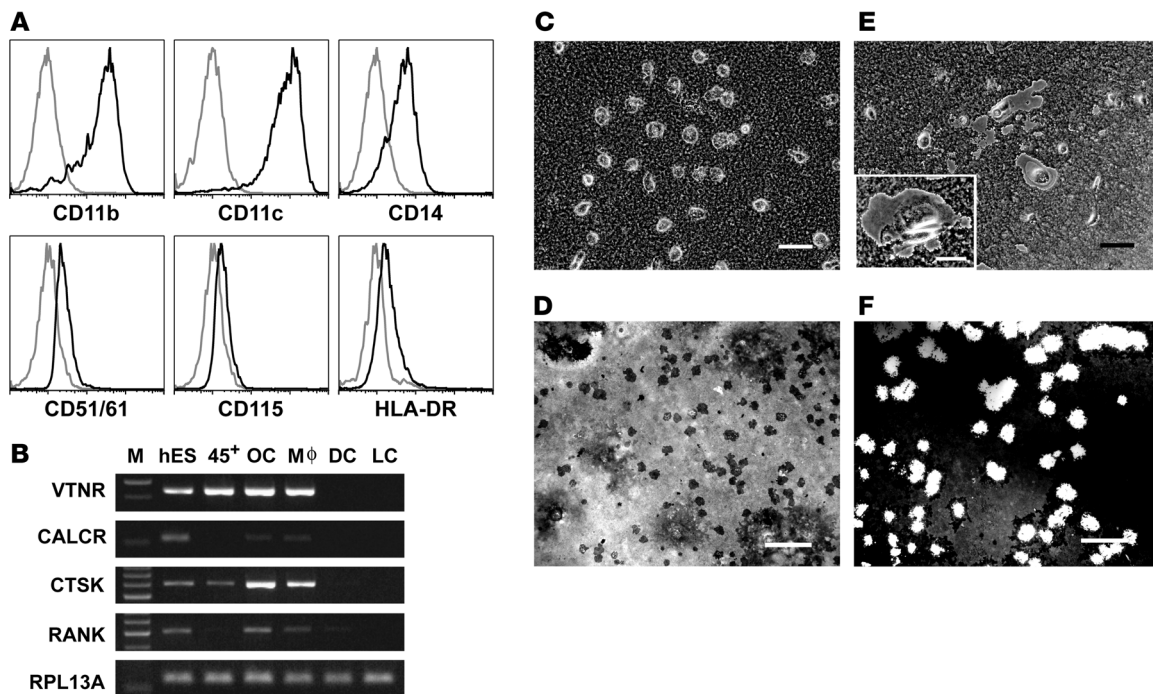 A
CD11b CD11c CD14
CD51/61 CD115 HLA-DR
B
M hES 45+ OC Mϕ DC LC
VTNR
CALCR
CTSK
RANK
RPL13A
C
D
E
F